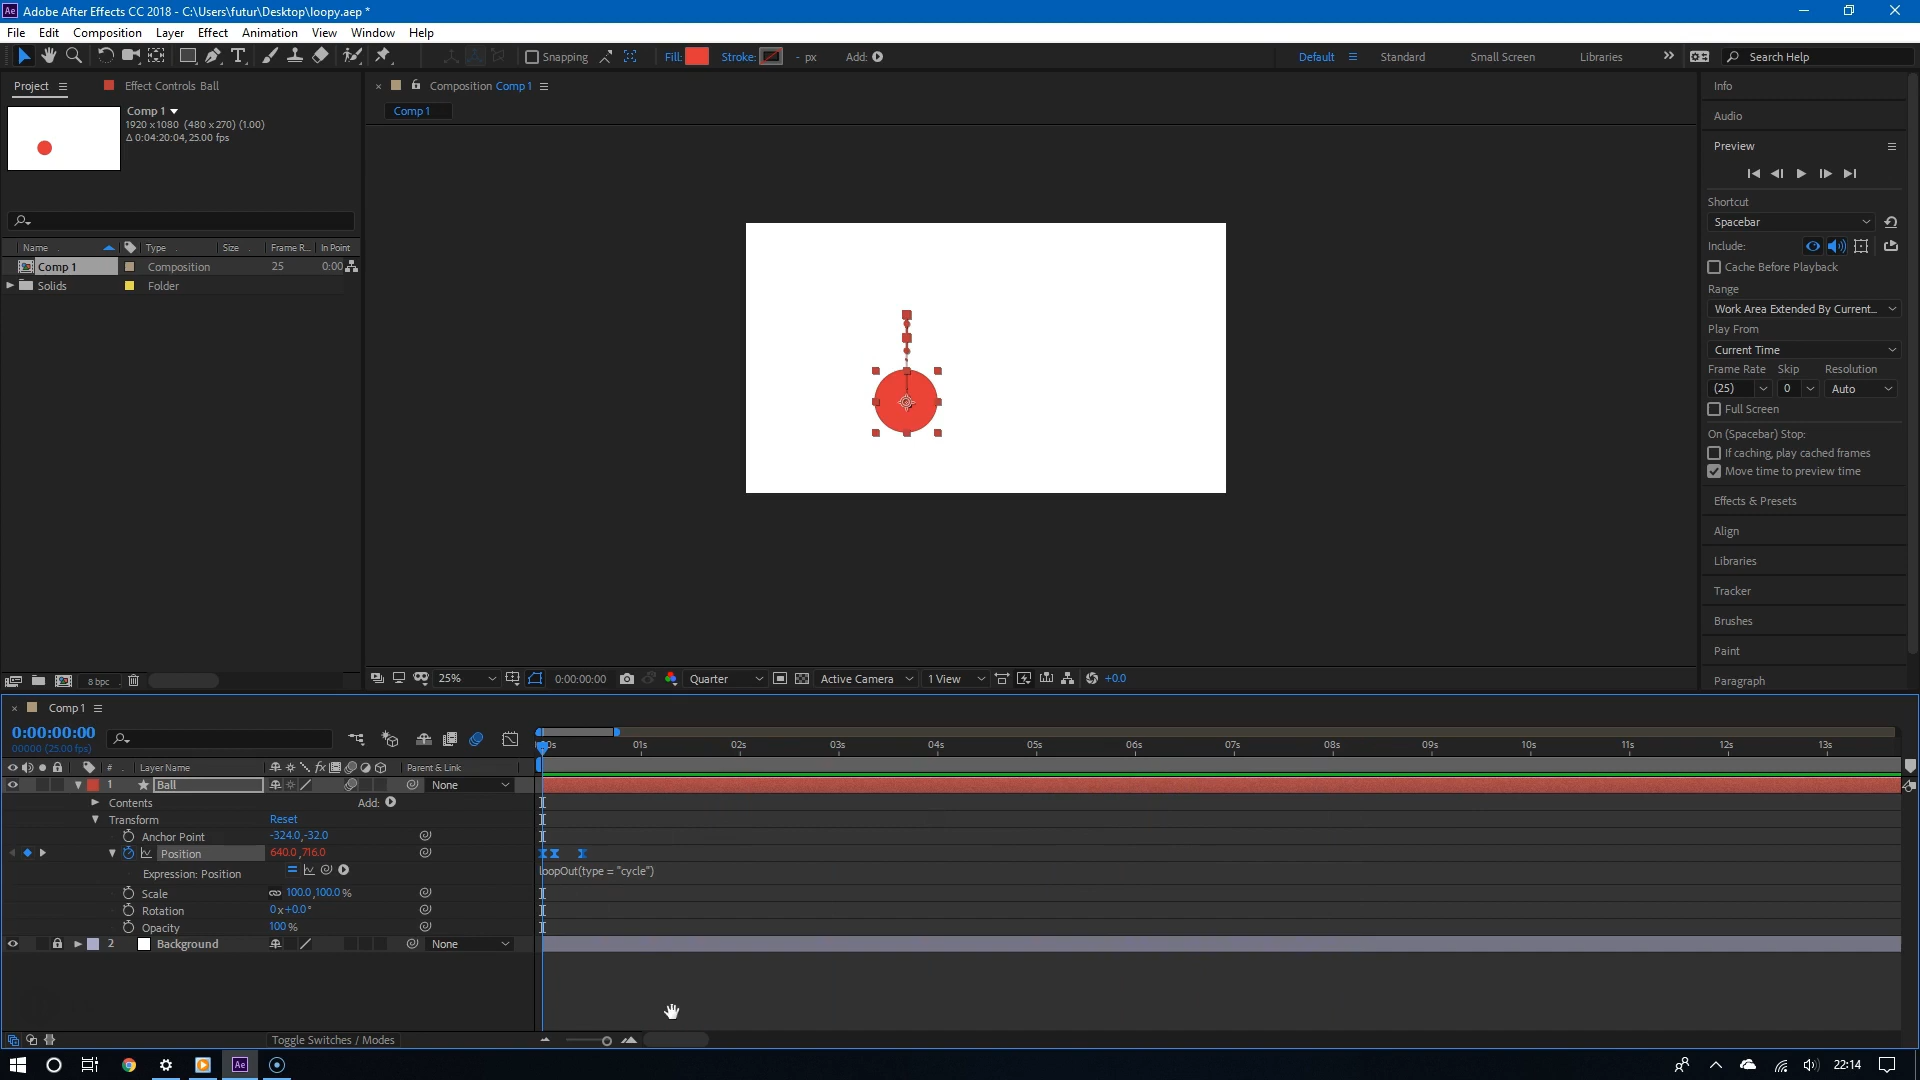 Ae Adobe After Effects CC 2018 - C:\Users\futur\Desktop\loopy.aep *
File Edit Composition Layer Effect Animation View Window Help
Snapping Fill: Stroke: - px Add: Default Standard Small Screen Libraries Search Help
Project Effect Controls Ball
Composition Comp 1
Info
Comp 1
1920 x1080 (480 x 270) (1.00)
Δ 0:04:20:04, 25.00 fps
Comp 1
Audio
Preview
Shortcut
Spacebar
Include:
Cache Before Playback
Range
Work Area Extended By Current...
Play From
Current Time
Frame Rate Skip Resolution
(25) 0 Auto
Full Screen
On (Spacebar) Stop:
If caching, play cached frames
Move time to preview time
Effects & Presets
Align
Libraries
Tracker
Brushes
Paint
Paragraph
Name Type Size Frame R... In Point
Comp 1 Composition 25 0:00
Solids Folder
8 bpc
25% 0:00:00:00 Quarter Active Camera 1 View +0.0
Comp 1
0:00:00:00
00000 (25.00 fps)
01s 02s 03s 04s 05s 06s 07s 08s 09s 10s 11s 12s 13s
# Layer Name fx Parent & Link
1 Ball None
Contents Add:
Transform Reset
Anchor Point -324.0,-32.0
Position 640.0,716.0
Expression: Position loopOut(type = "cycle")
Scale 100.0,100.0%
Rotation 0x+0.0°
Opacity 100%
2 Background None
Toggle Switches / Modes
Ae 22:14